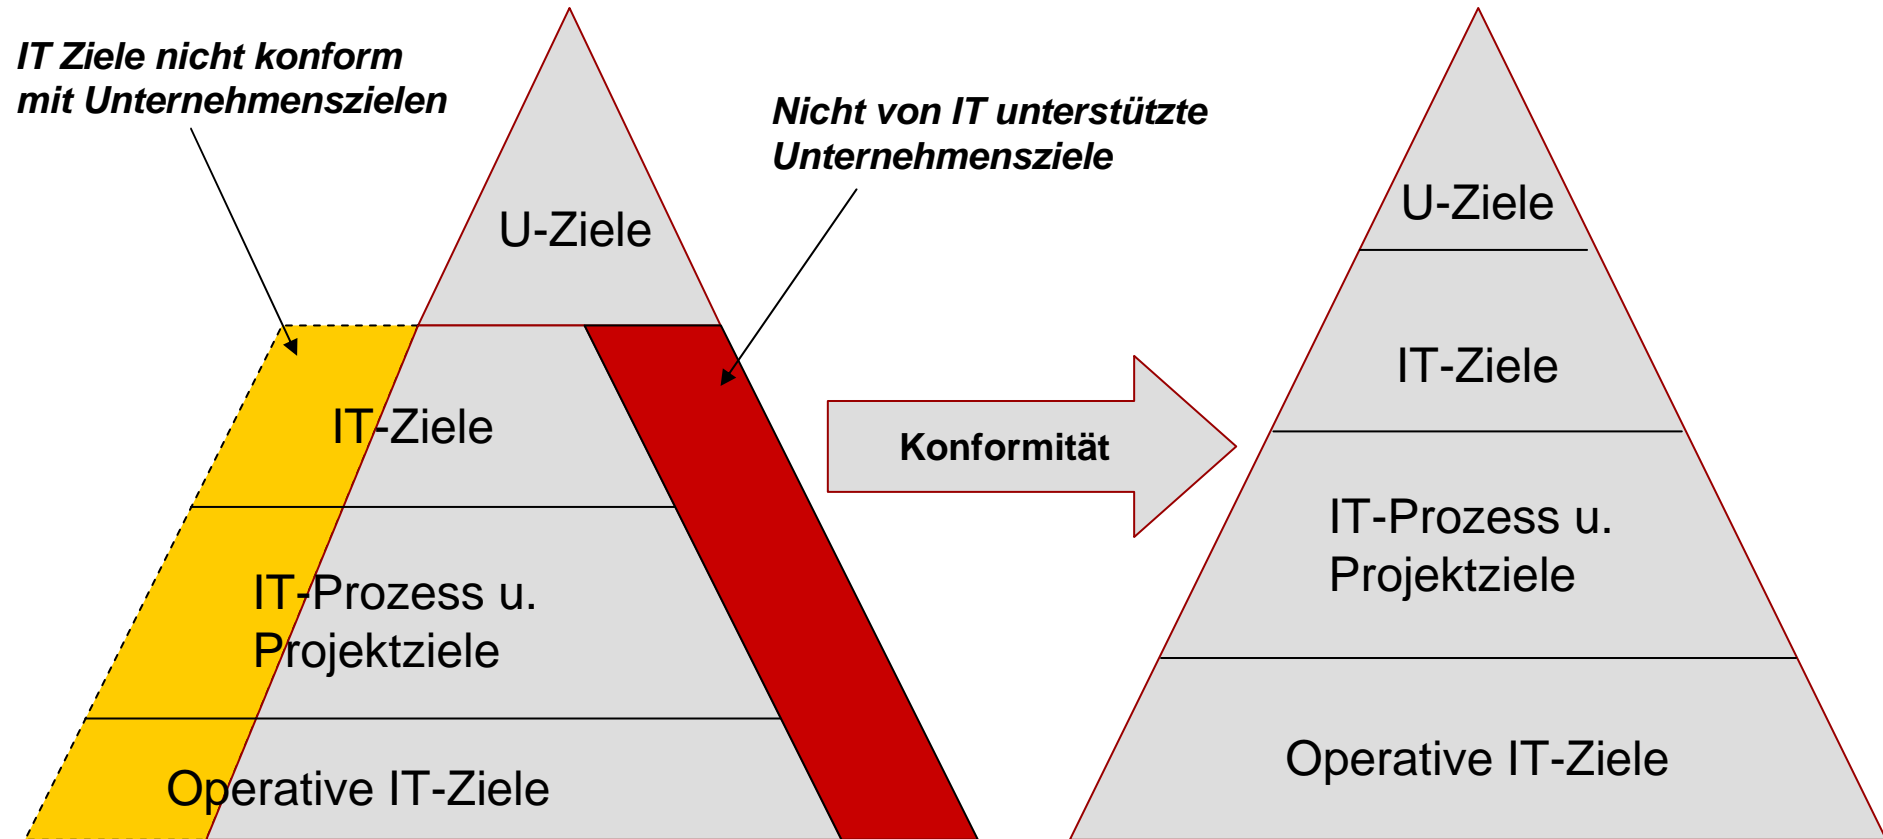 IT Ziele nicht konform
mit Unternehmenszielen
Nicht von IT unterstützte
Unternehmensziele
U-Ziele
IT-Ziele
IT-Prozess u.
Projektziele
Operative IT-Ziele
Konformität
U-Ziele
IT-Ziele
IT-Prozess u.
Projektziele
Operative IT-Ziele